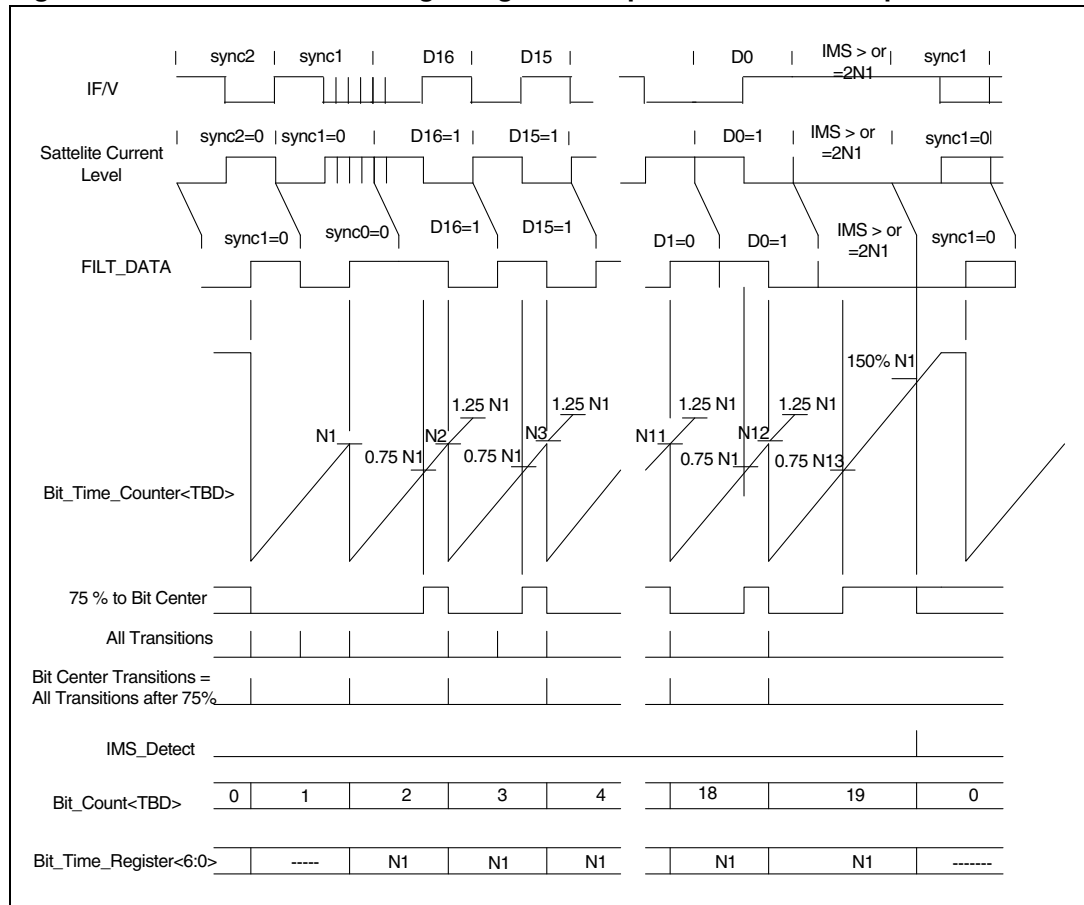 | sync2 | sync1 | D16 | D15 | | D0 | IMS > or =2N1 | sync1 |
IF/V
sync2=0 | sync1=0 | D16=1 | D15=1 | D0=1 | IMS > or =2N1 | sync1=0|
Sattelite Current Level
sync1=0 sync0=0 D16=1 D15=1 D1=0 D0=1 IMS > or =2N1 sync1=0
FILT_DATA
150% N1
1.25 N1 1.25 N1 1.25 N1 1.25 N1
N1 N2 N3 N11 N12
0.75 N1 0.75 N1 0.75 N1 0.75 N13
Bit_Time_Counter<TBD>
75 % to Bit Center
All Transitions
Bit Center Transitions =
All Transitions after 75%
IMS_Detect
Bit_Count<TBD> 0 1 2 3 4 18 19 0
Bit_Time_Register<6:0> ----- N1 N1 N1 N1 N1 -------